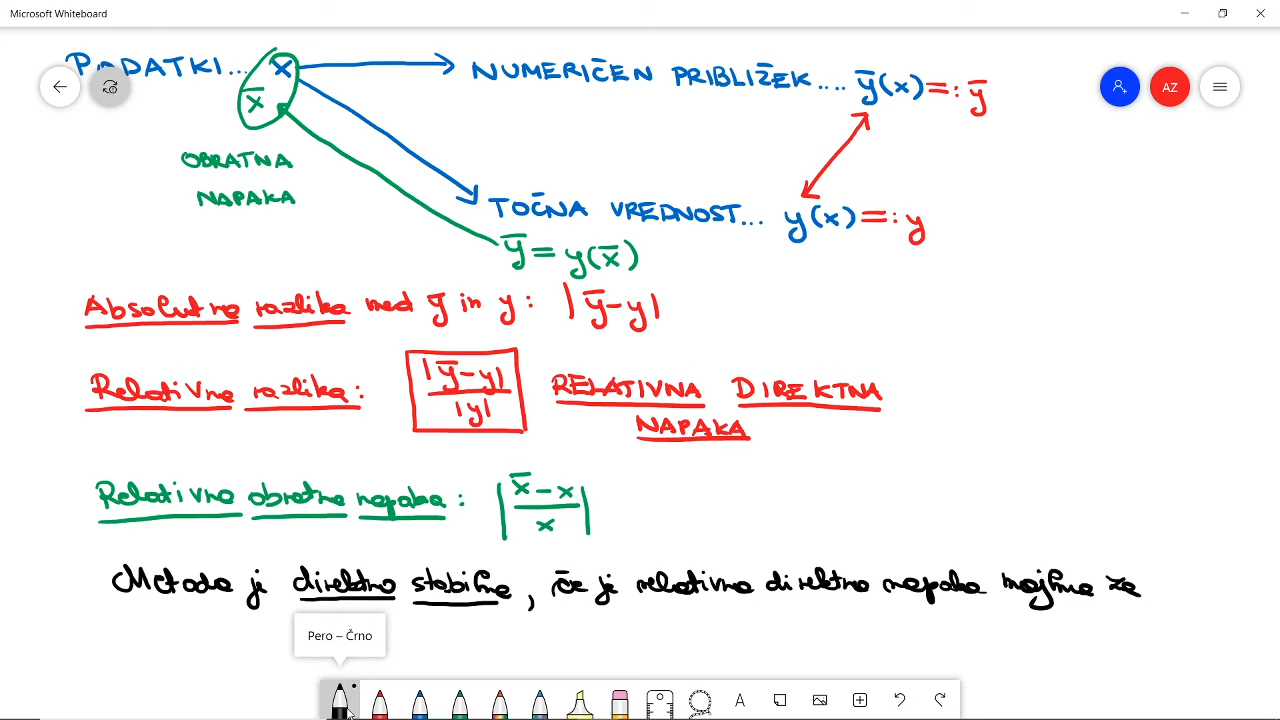 Microsoft Whiteboard
PODATKI... x
NUMERIČEN PRIBLIŽEK.... ȳ(x)=:ȳ
x̄
AZ
OBRATNA
NAPAKA
TOČNA VREDNOST... y(x)=:y
ȳ = y(x̄)
Absolutna razlika med ȳ in y: |ȳ-y|
Relativna razlika: |ȳ-y|/|y| RELATIVNA DIREKTNA
NAPAKA
Relativna obratna napaka: |(x̄-x)/x|
Metoda je direktno stabilna, če je relativna direktna napaka majhna za
Pero – Črno
A